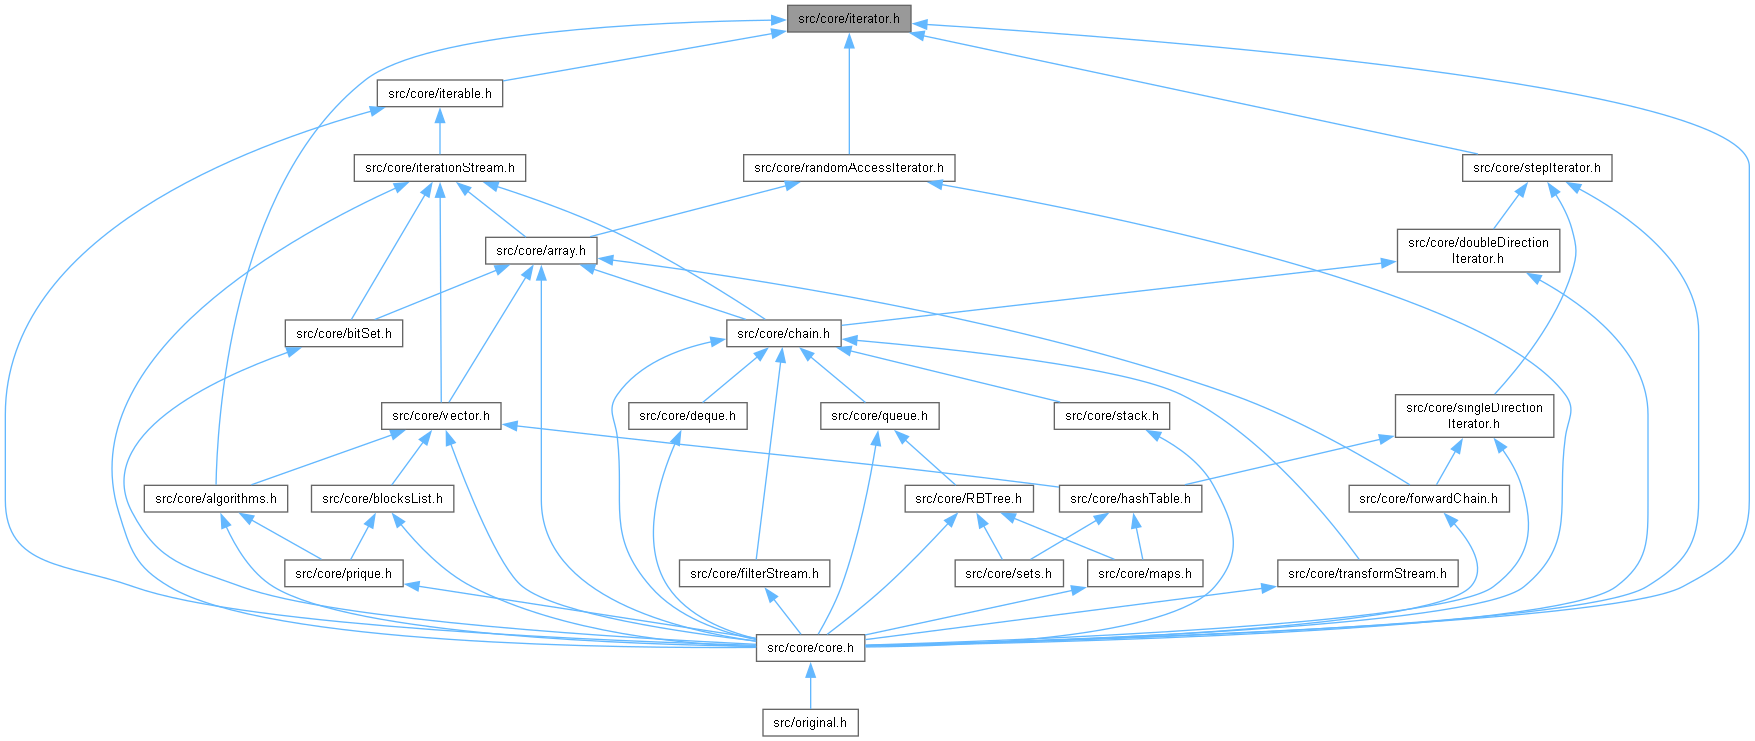 src/core/iterator.h
src/core/iterable.h
src/core/iterationStream.h
src/core/randomAccessIterator.h
src/core/stepIterator.h
src/core/array.h
src/core/doubleDirection
Iterator.h
src/core/bitSet.h
src/core/chain.h
src/core/vector.h
src/core/deque.h
src/core/queue.h
src/core/stack.h
src/core/singleDirection
Iterator.h
src/core/algorithms.h
src/core/blocksList.h
src/core/RBTree.h
src/core/hashTable.h
src/core/forwardChain.h
src/core/prique.h
src/core/filterStream.h
src/core/sets.h
src/core/maps.h
src/core/transformStream.h
src/core/core.h
src/original.h